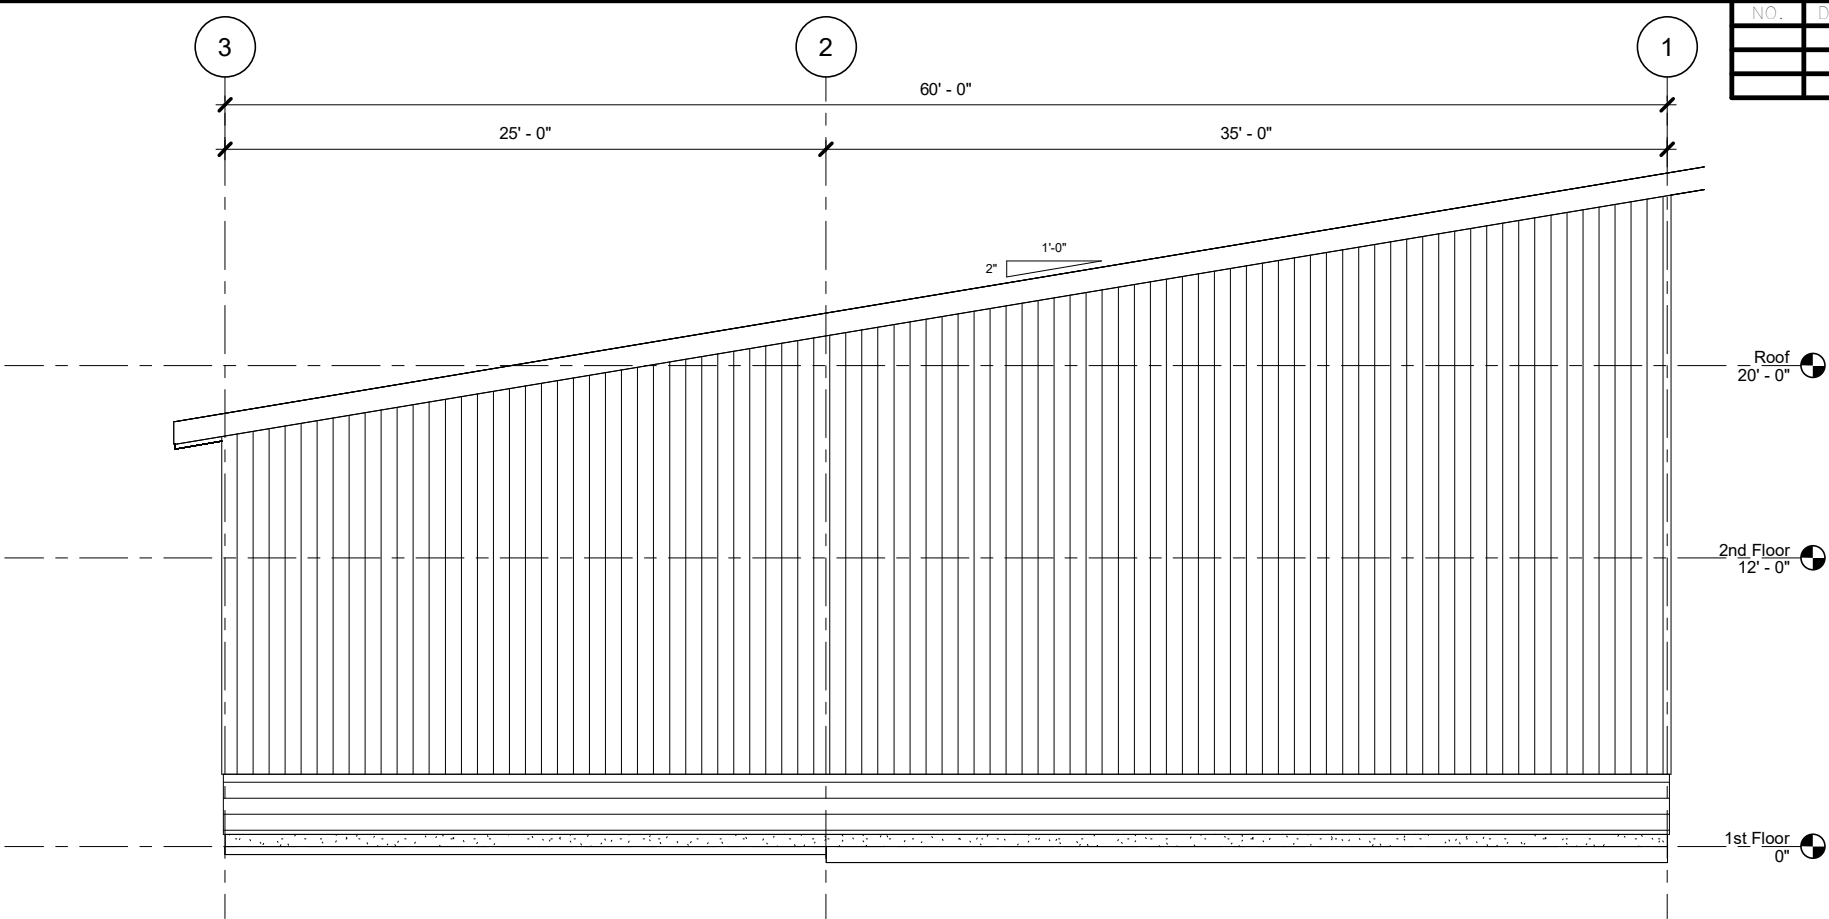 NO.
3
2
1
60' - 0"
25' - 0"
35' - 0"
1'-0"
2"
Roof
20' - 0"
2nd Floor
12' - 0"
1st Floor
0"